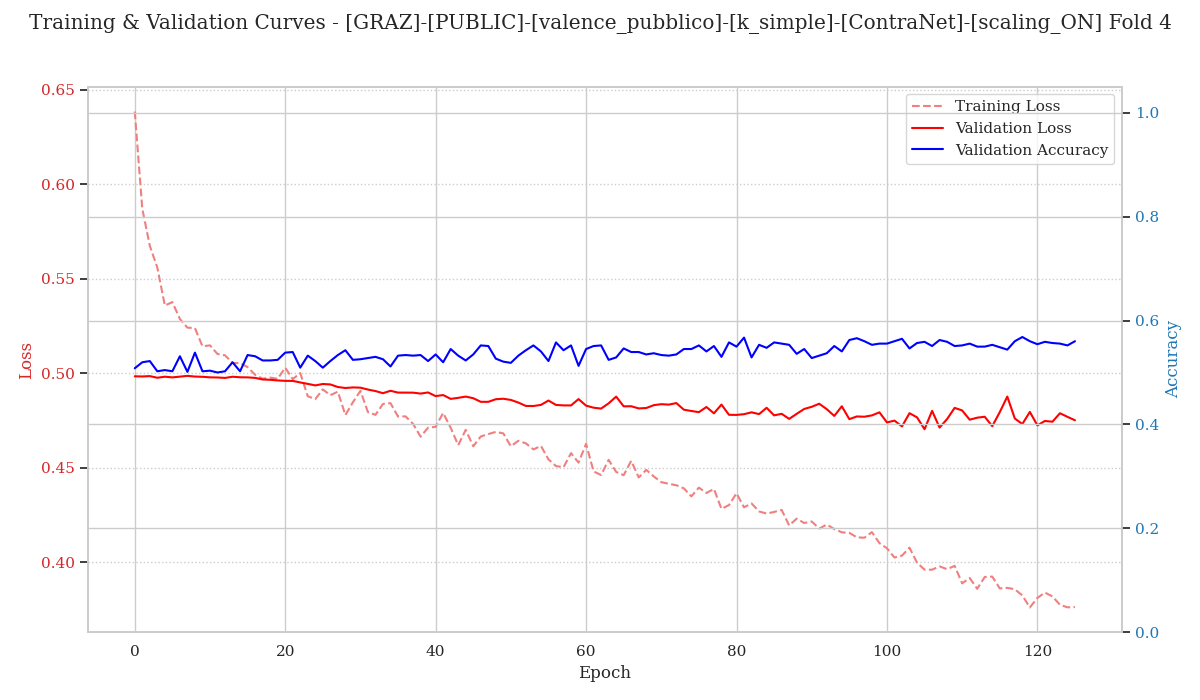 Training & Validation Curves - [GRAZ]-[PUBLIC]-[valence_pubblico]-[k_simple]-[ContraNet]-[scaling_ON] Fold 4
Training Loss
Validation Loss
Validation Accuracy
0.65
0.60
0.55
0.50
0.45
0.40
Loss
1.0
0.8
0.6
0.4
0.2
0.0
Accuracy
0
20
40
60
80
100
120
Epoch